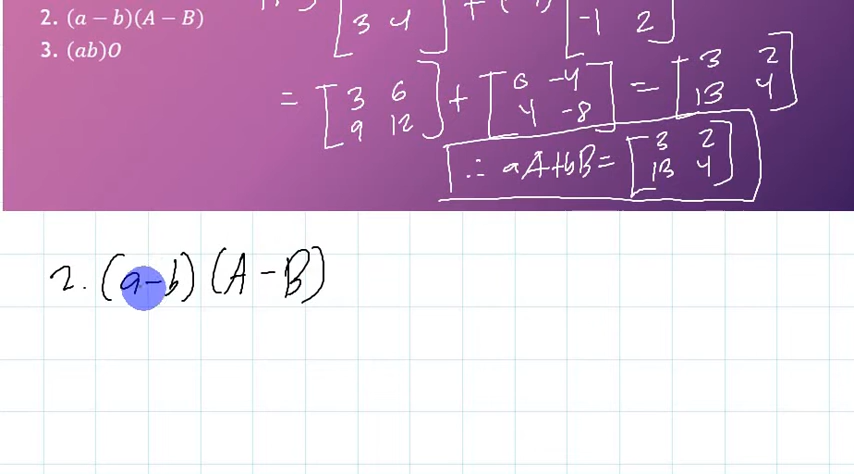 2. (a − b)(A − B)
3. (ab)O
[3 4] + [-1 2]
= [3 6; 9 12] + [0 -4; 4 -8] = [3 2; 13 4]
∴ aA+bB = [3 2; 13 4]
2. (a-b) (A-B)